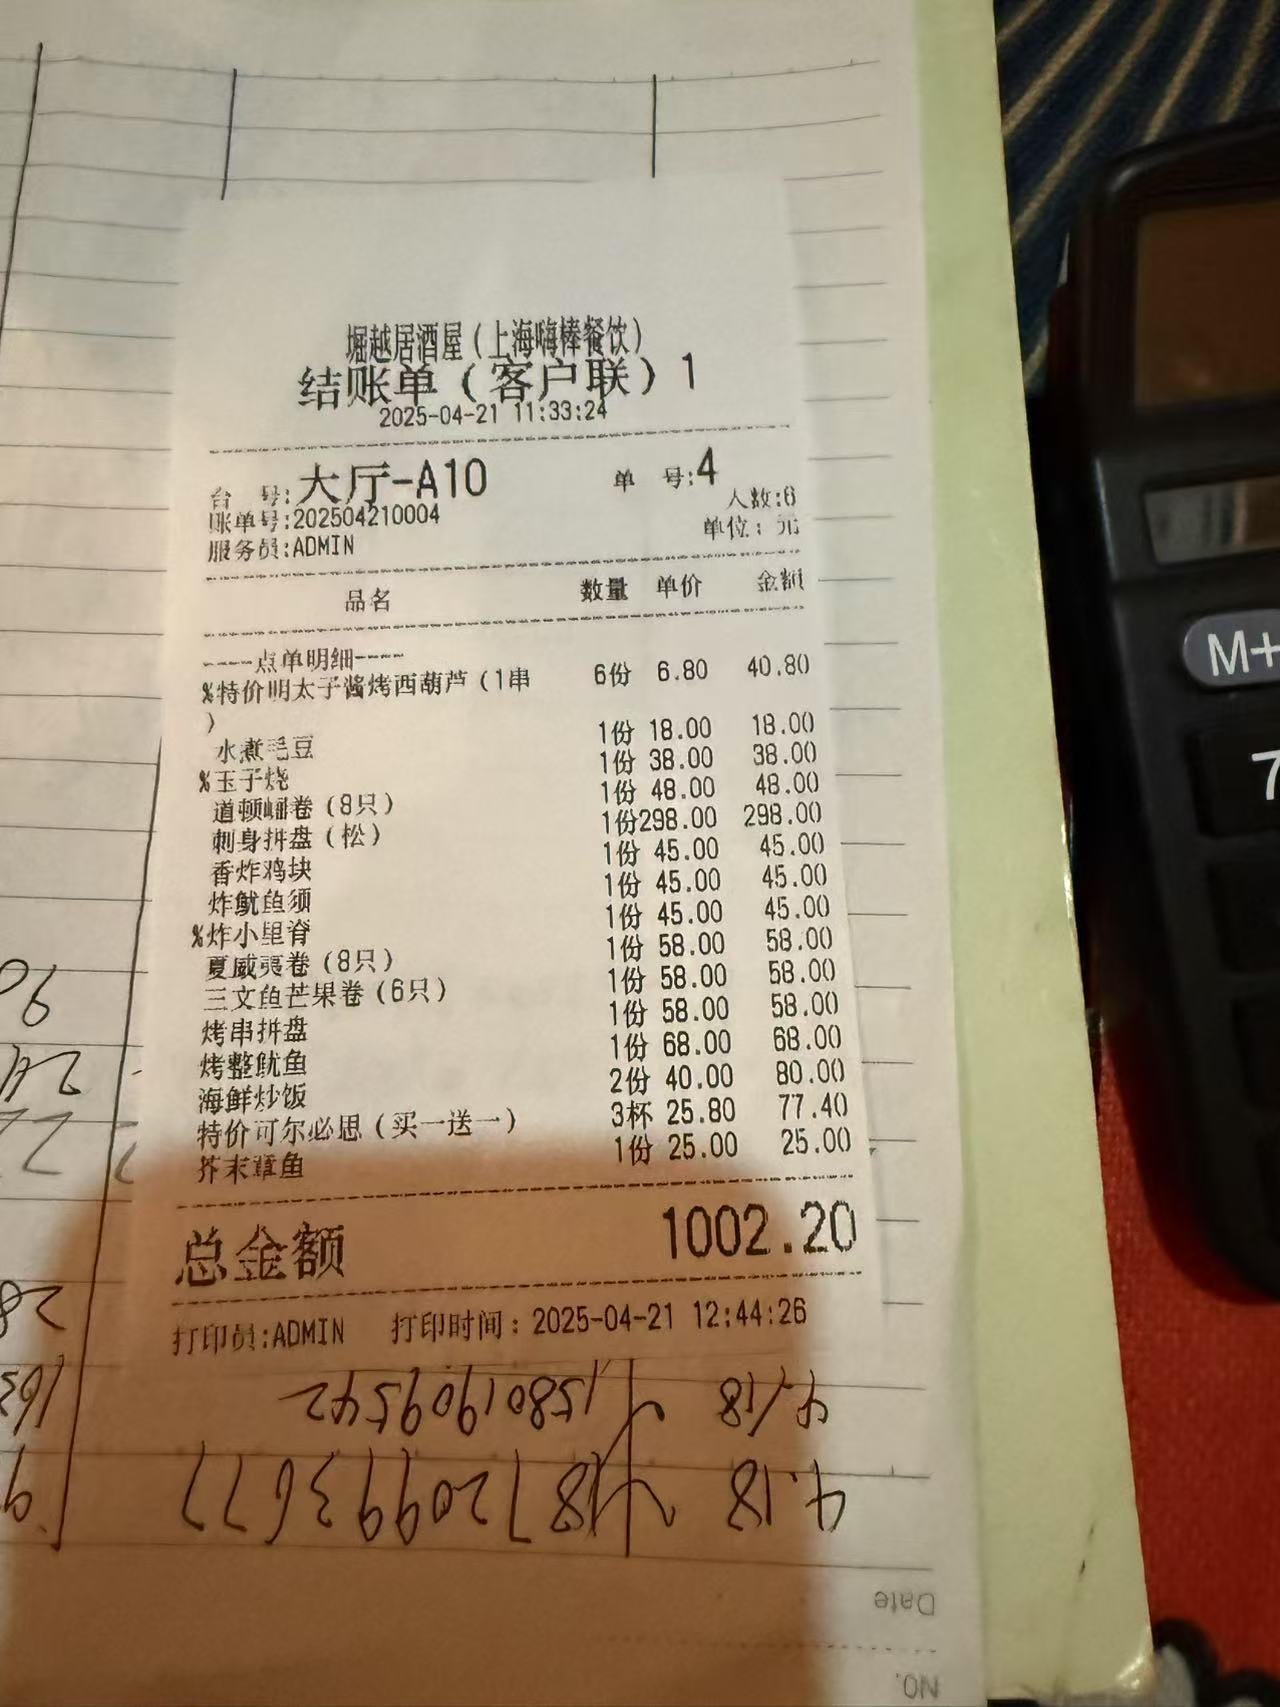 堀越居酒屋（上海嗨棒餐饮）
结账单（客户联）1
2025-04-21 11:33:24
台 号:大厅-A10 单 号:4
人数:6
账单号:202504210004
单位：元
服务员:ADMIN
品名 数量 单价 金额
----点单明细----
%特价明太子酱烤西葫芦（1串 6份 6.80 40.80
）
水煮毛豆 1份 18.00 18.00
%玉子烧 1份 38.00 38.00
道顿崛卷（8只） 1份 48.00 48.00
刺身拼盘（松） 1份298.00 298.00
香炸鸡块 1份 45.00 45.00
炸鱿鱼须 1份 45.00 45.00
%炸小里脊 1份 45.00 45.00
夏威夷卷（8只） 1份 58.00 58.00
三文鱼芒果卷（6只） 1份 58.00 58.00
烤串拼盘 1份 58.00 58.00
烤整鱿鱼 1份 68.00 68.00
海鲜炒饭 2份 40.00 80.00
特价可尔必思（买一送一） 3杯 25.80 77.40
芥末章鱼 1份 25.00 25.00
总金额 1002.20
打印员:ADMIN 打印时间：2025-04-21 12:44:26
4.18 15801909542
4.18 18720993677
Date
NO.
M+
7